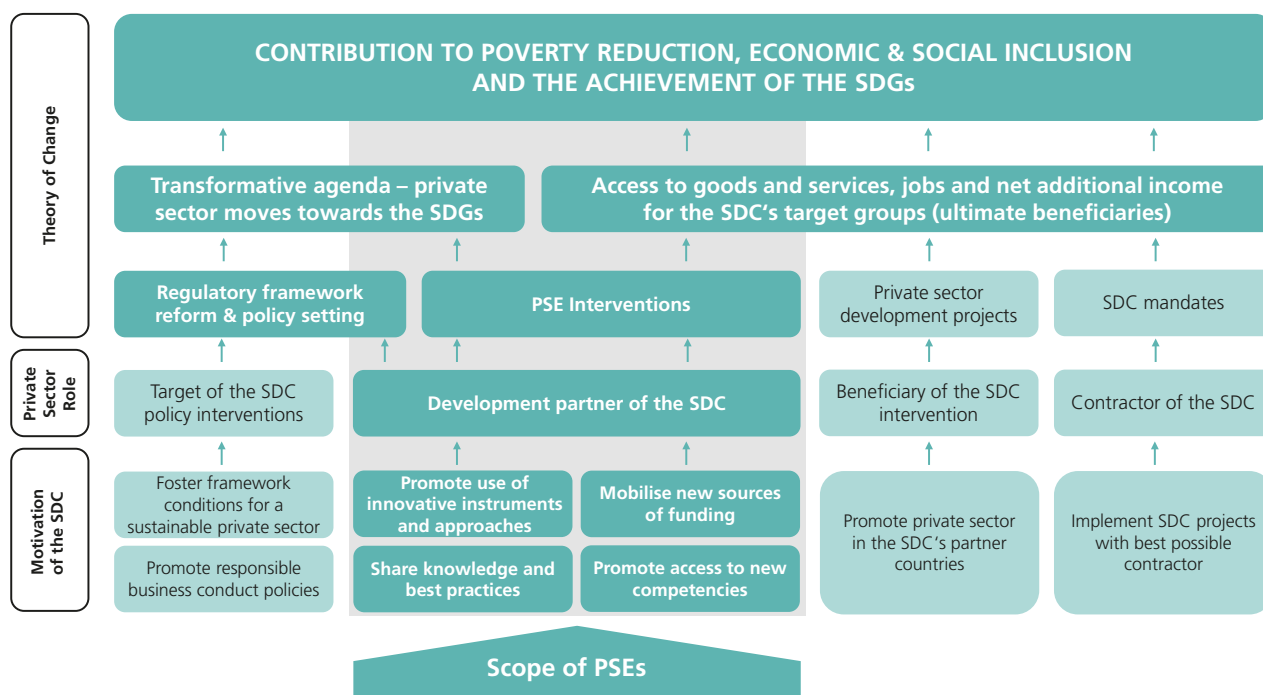 Theory of Change
CONTRIBUTION TO POVERTY REDUCTION, ECONOMIC & SOCIAL INCLUSION
AND THE ACHIEVEMENT OF THE SDGs
Transformative agenda – private
sector moves towards the SDGs
Access to goods and services, jobs and net additional income
for the SDC's target groups (ultimate beneficiaries)
Regulatory framework
reform & policy setting
PSE Interventions
Private sector
development projects
SDC mandates
Private
Sector
Role
Target of the SDC
policy interventions
Development partner of the SDC
Beneficiary of the SDC
intervention
Contractor of the SDC
Motivation
of the SDC
Foster framework
conditions for a
sustainable private sector
Promote responsible
business conduct policies
Promote use of
innovative instruments
and approaches
Mobilise new sources
of funding
Share knowledge and
best practices
Promote access to new
competencies
Promote private sector
in the SDC's partner
countries
Implement SDC projects
with best possible
contractor
Scope of PSEs